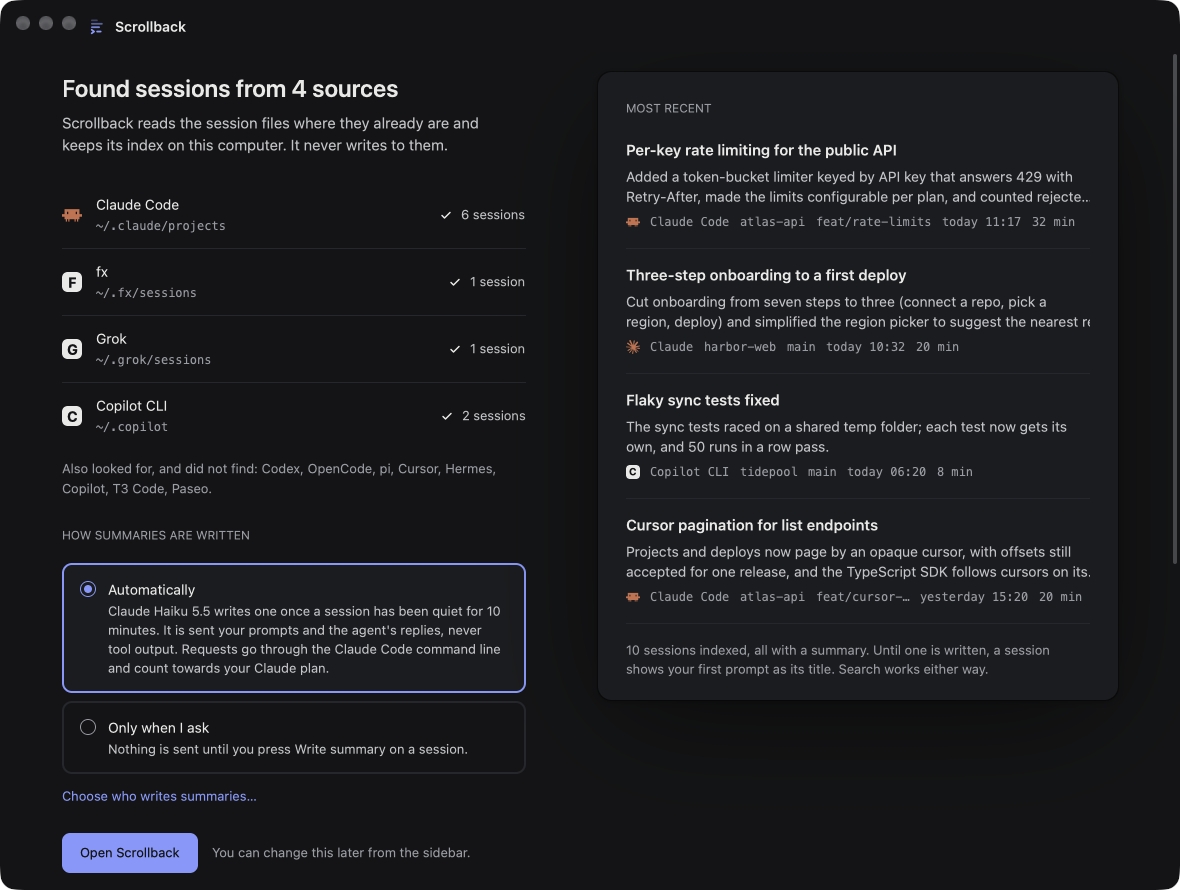 Scrollback
Found sessions from 4 sources
Scrollback reads the session files where they already are and
keeps its index on this computer. It never writes to them.
Claude Code
~/.claude/projects
6 sessions
F
fx
~/.fx/sessions
1 session
G
Grok
~/.grok/sessions
1 session
C
Copilot CLI
~/.copilot
2 sessions
Also looked for, and did not find: Codex, OpenCode, pi, Cursor, Hermes,
Copilot, T3 Code, Paseo.
HOW SUMMARIES ARE WRITTEN
Automatically
Claude Haiku 5.5 writes one once a session has been quiet for 10
minutes. It is sent your prompts and the agent's replies, never
tool output. Requests go through the Claude Code command line
and count towards your Claude plan.
Only when I ask
Nothing is sent until you press Write summary on a session.
Choose who writes summaries…
Open Scrollback
You can change this later from the sidebar.
MOST RECENT
Per-key rate limiting for the public API
Added a token-bucket limiter keyed by API key that answers 429 with
Retry-After, made the limits configurable per plan, and counted rejecte…
Claude Code atlas-api feat/rate-limits today 11:17 32 min
Three-step onboarding to a first deploy
Cut onboarding from seven steps to three (connect a repo, pick a
region, deploy) and simplified the region picker to suggest the nearest
Claude harbor-web main today 10:32 20 min
Flaky sync tests fixed
The sync tests raced on a shared temp folder; each test now gets its
own, and 50 runs in a row pass.
C Copilot CLI tidepool main today 06:20 8 min
Cursor pagination for list endpoints
Projects and deploys now page by an opaque cursor, with offsets still
accepted for one release, and the TypeScript SDK follows cursors on its.
Claude Code atlas-api feat/cursor-… yesterday 15:20 20 min
10 sessions indexed, all with a summary. Until one is written, a session
shows your first prompt as its title. Search works either way.